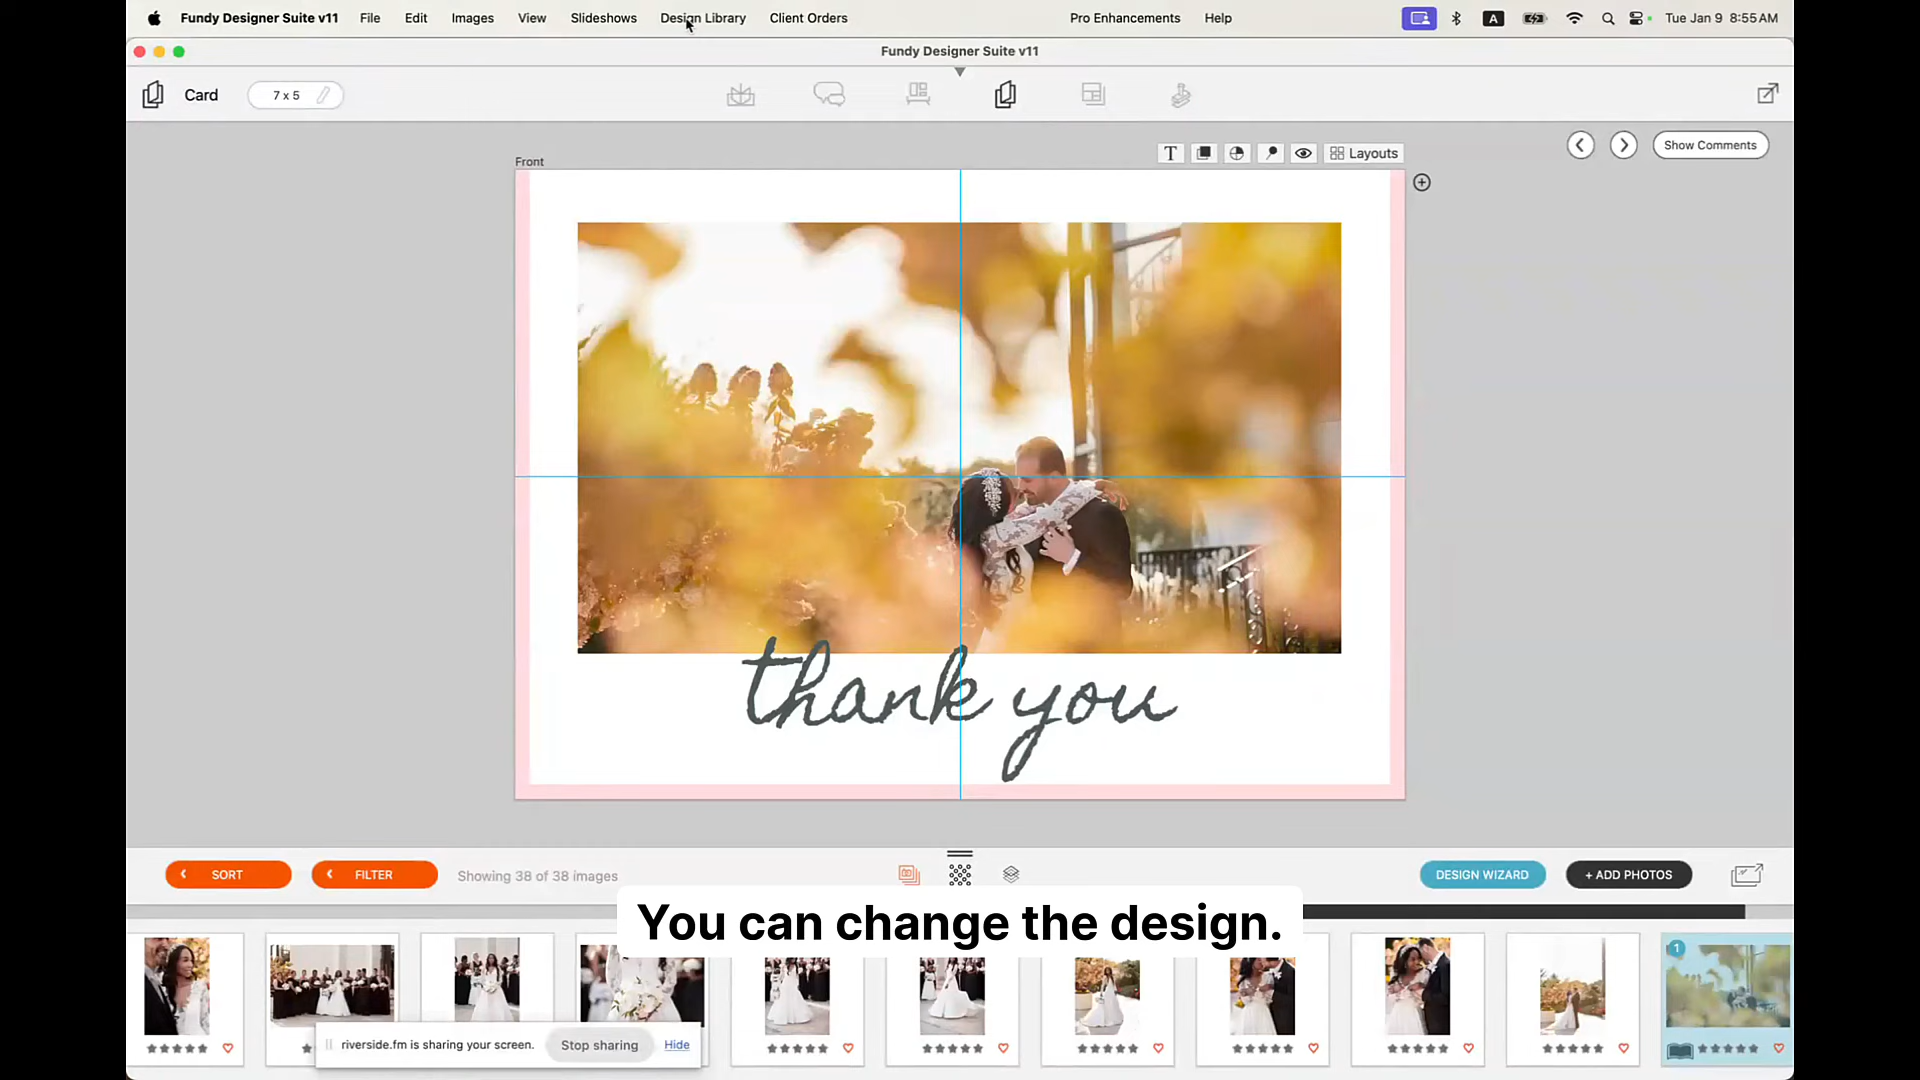 Fundy Designer Suite v11 File Edit Images View Slideshows Design Library Client Orders Pro Enhancements Help A Tue Jan 9 8:55 AM
Fundy Designer Suite v11
Card 7 x 5
Show Comments
Front T Layouts
thank you
SORT FILTER Showing 38 of 38 images DESIGN WIZARD + ADD PHOTOS
You can change the design.
1
riverside.fm is sharing your screen. Stop sharing Hide